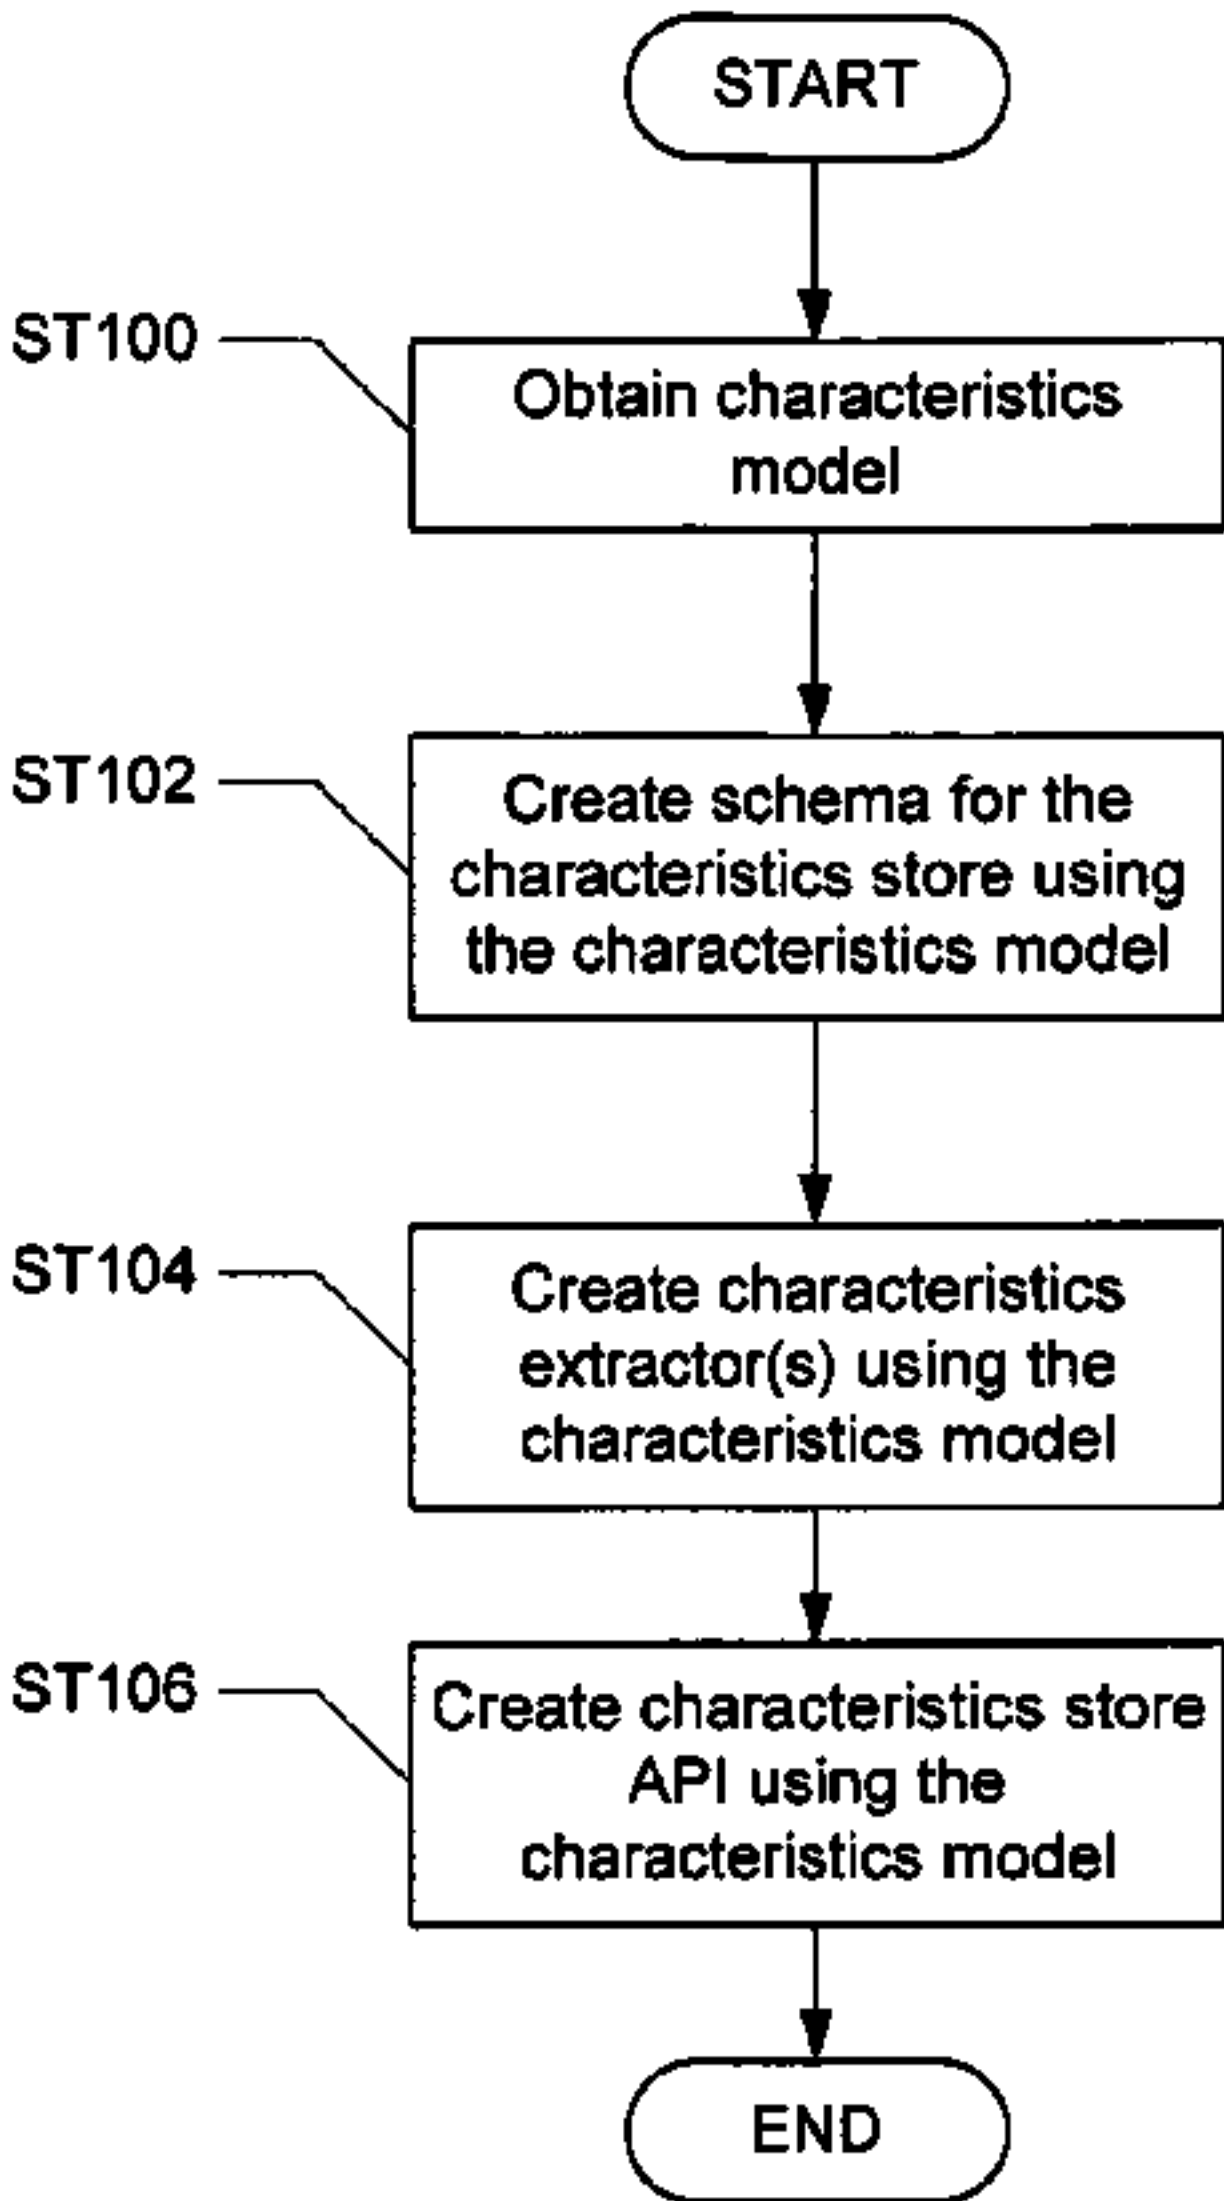 START
ST100
Obtain characteristics
model
ST102
Create schema for the
characteristics store using
the characteristics model
ST104
Create characteristics
extractor(s) using the
characteristics model
ST106
Create characteristics store
API using the
characteristics model
END